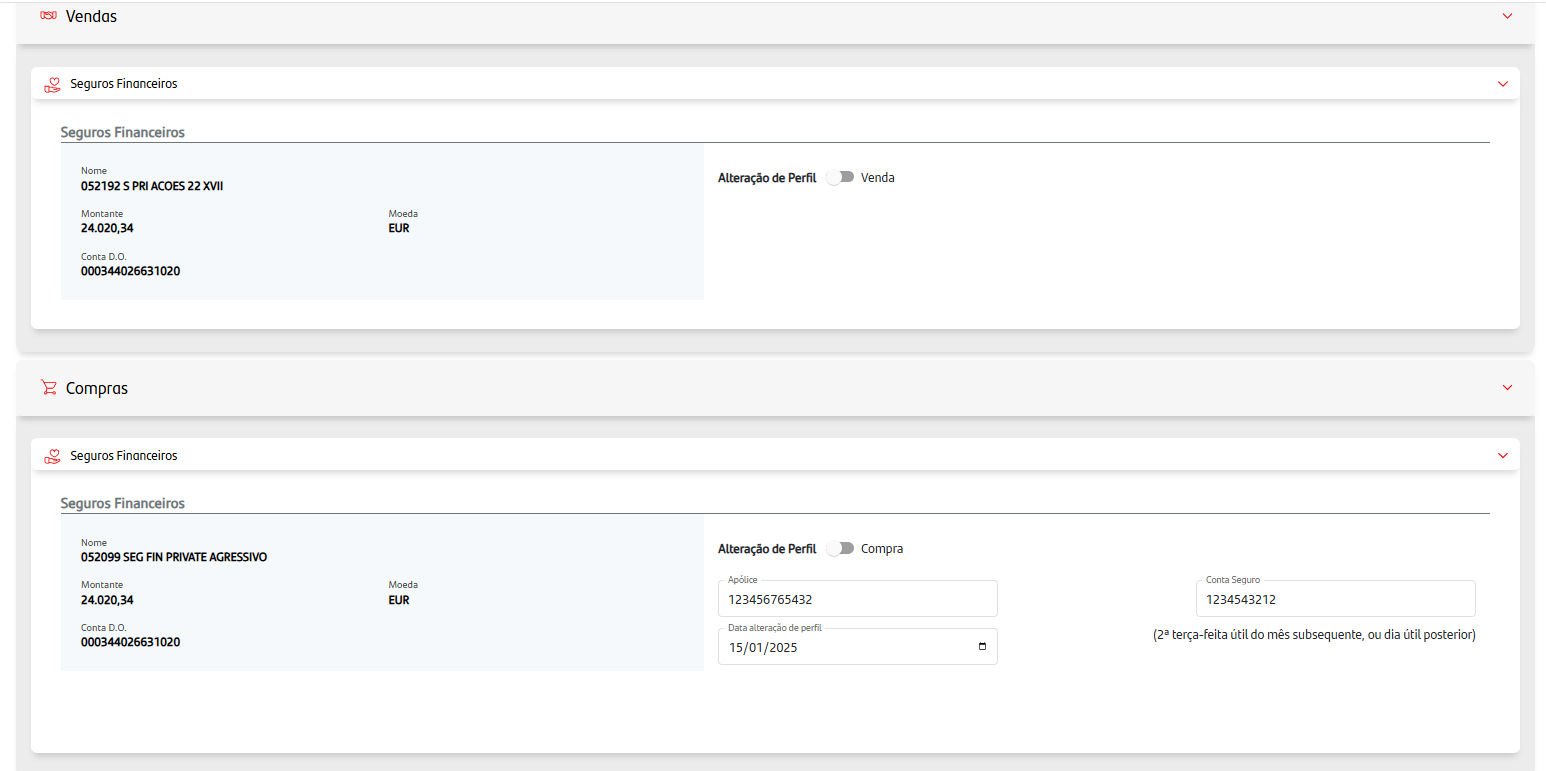 Vendas
Seguros Financeiros
Seguros Financeiros
Nome
052192 S PRI ACOES 22 XVII
Alteração de Perfil Venda
Montante Moeda
24.020,34 EUR
Conta D.O.
000344026631020
Compras
Seguros Financeiros
Seguros Financeiros
Nome
052099 SEG FIN PRIVATE AGRESSIVO
Alteração de Perfil Compra
Montante Moeda
24.020,34 EUR
Conta D.O.
000344026631020
Apólice
123456765432
Conta Seguro
1234543212
Data alteração de perfil
15/01/2025
(2ª terça-feita útil do mês subsequente, ou dia útil posterior)